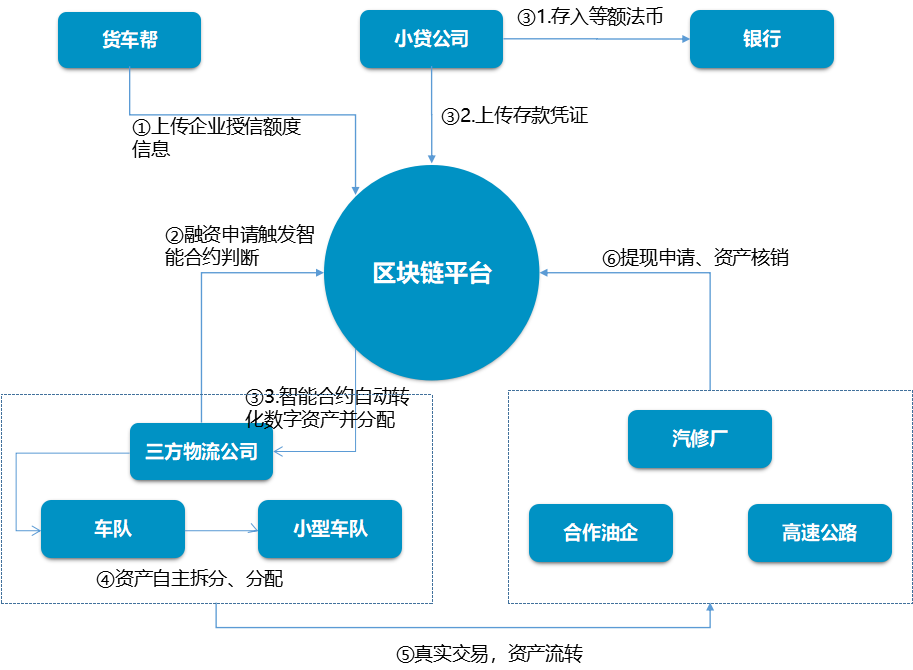 货车帮
小贷公司
③1.存入等额法币
银行
①上传企业授信额度
信息
③2.上传存款凭证
②融资申请触发智
能合约判断
区块链平台
⑥提现申请、资产核销
③3.智能合约自动转
化数字资产并分配
三方物流公司
车队
小型车队
④资产自主拆分、分配
汽修厂
合作油企
高速公路
⑤真实交易，资产流转